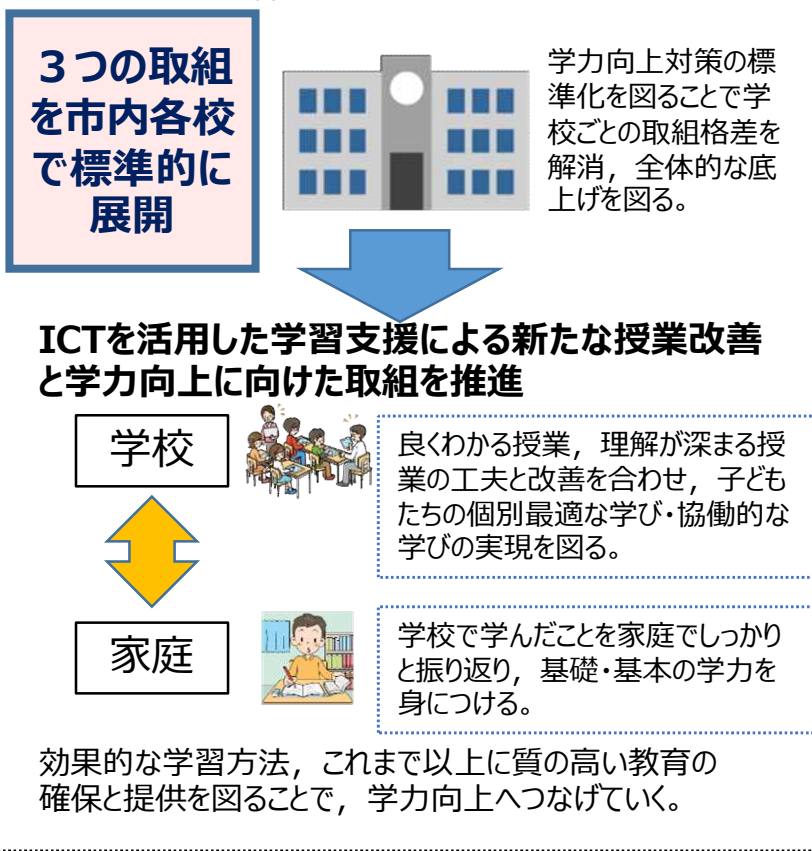 ３つの取組
を市内各校
で標準的に
展開
学力向上対策の標
準化を図ることで学
校ごとの取組格差を
解消，全体的な底
上げを図る。
ICTを活用した学習支援による新たな授業改善
と学力向上に向けた取組を推進
学校
良くわかる授業，理解が深まる授
業の工夫と改善を合わせ，子ども
たちの個別最適な学び・協働的な
学びの実現を図る。
家庭
学校で学んだことを家庭でしっかり
と振り返り，基礎・基本の学力を
身につける。
効果的な学習方法，これまで以上に質の高い教育の
確保と提供を図ることで，学力向上へつなげていく。